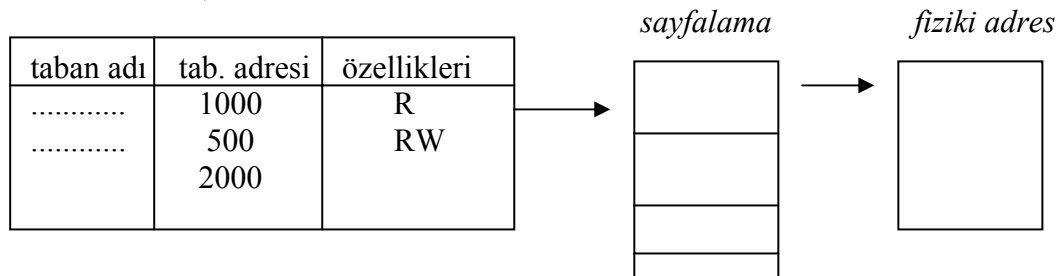 sayfalama fiziki adres
taban adı tab. adresi özellikleri
............ 1000 R
............ 500 RW
2000